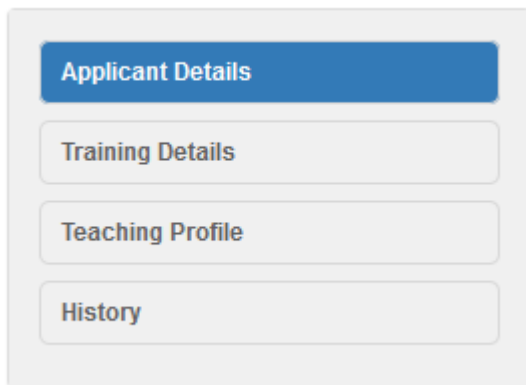 Applicant Details
Training Details
Teaching Profile
History